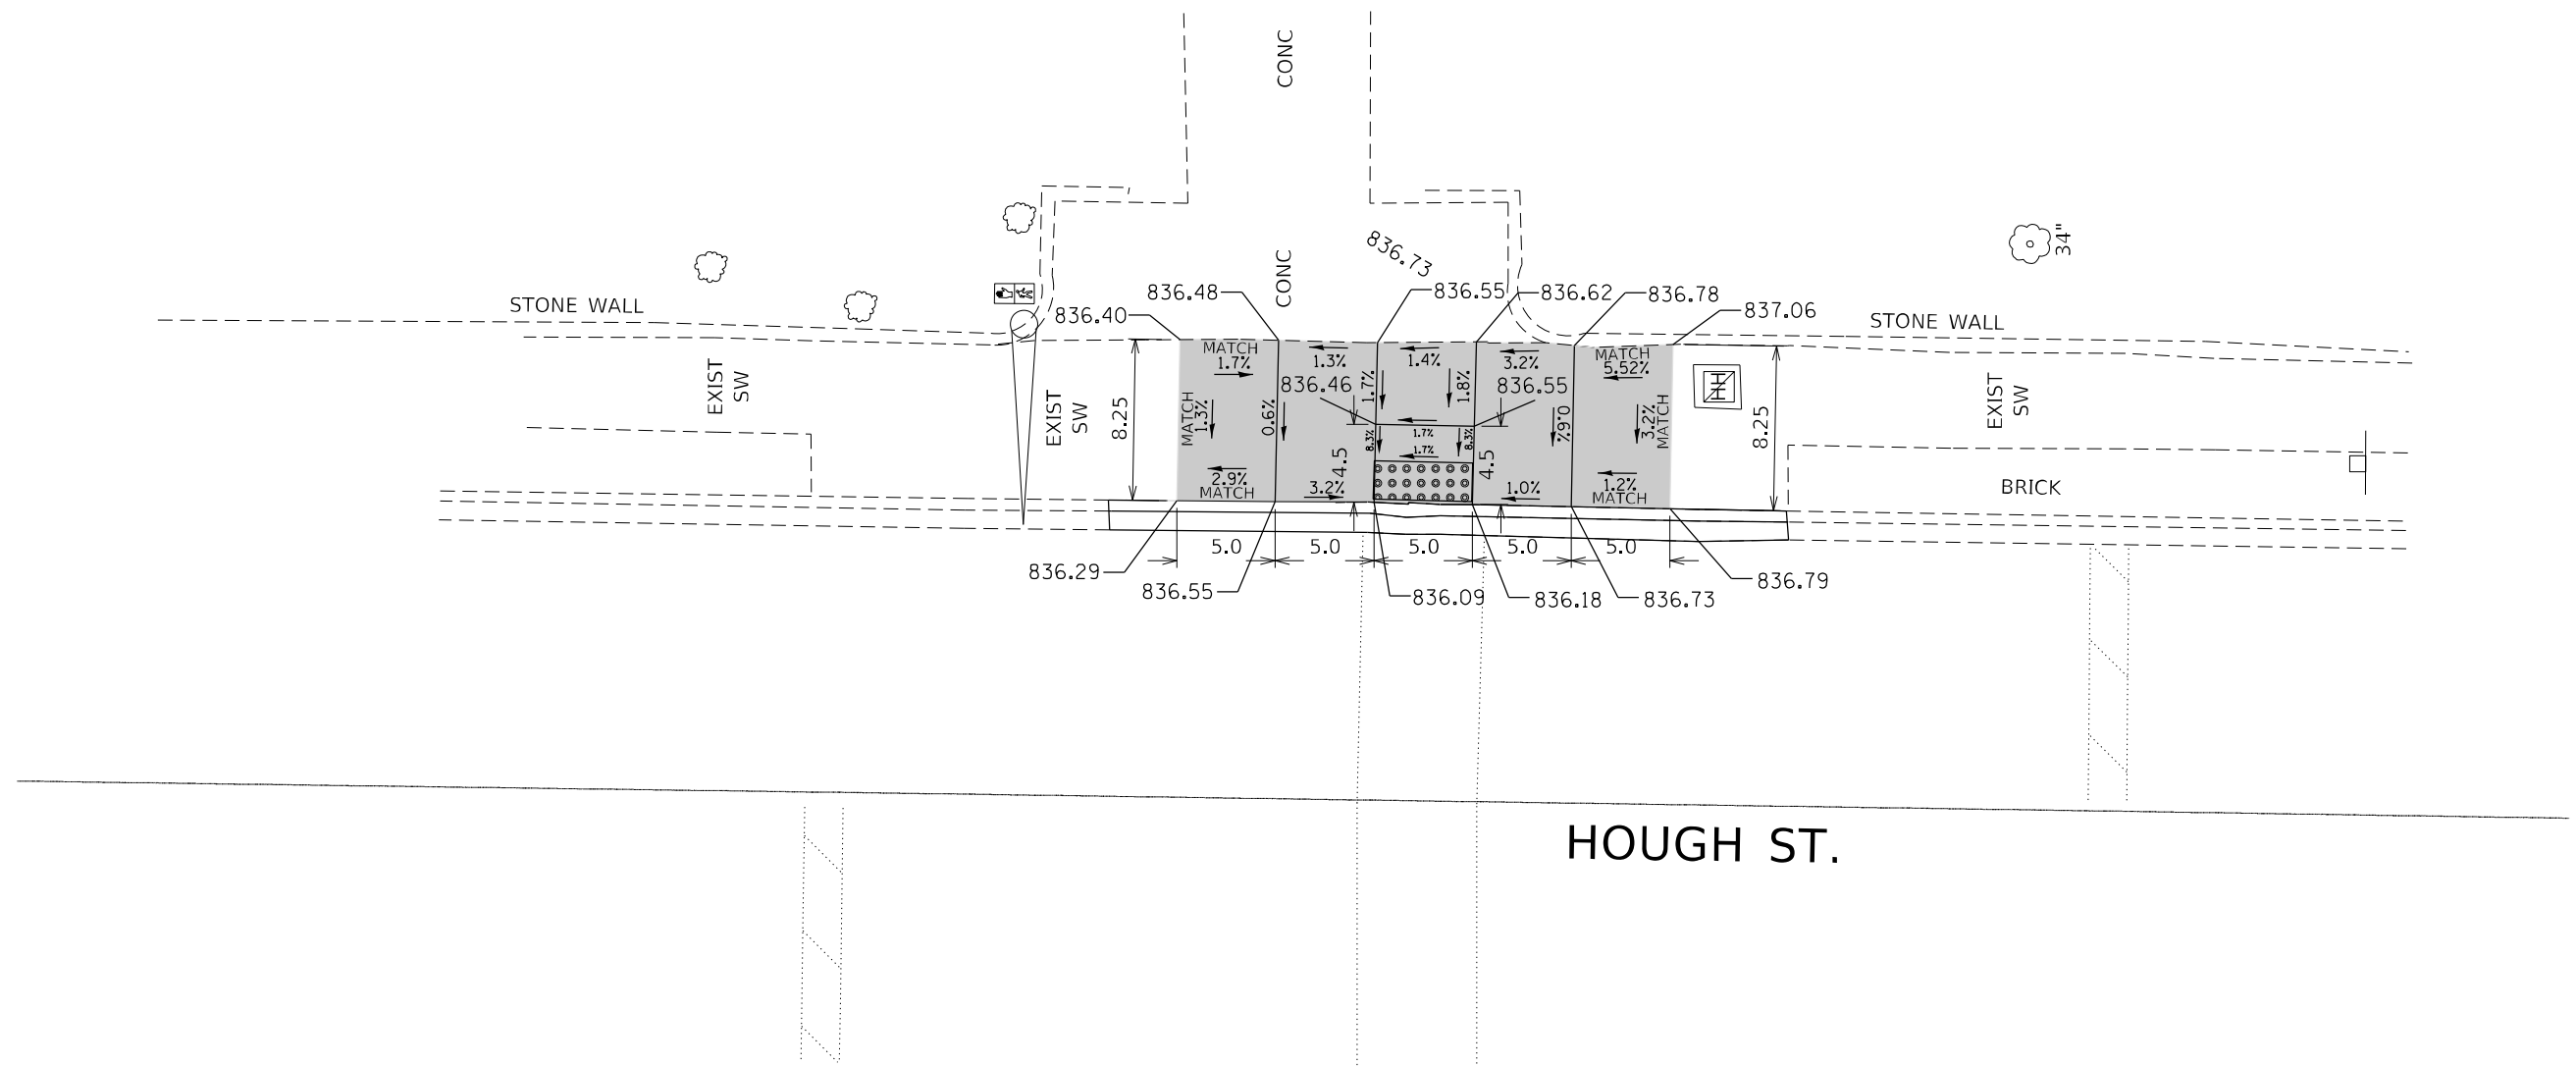 CONC
CONC
836.73
34"
STONE WALL
836.48
836.55
836.62
836.78
836.40
837.06
STONE WALL
MATCH
1.7%
1.3%
1.4%
3.2%
MATCH
5.52%
EXIST
SW
EXIST
SW
8.25
MATCH
1.3%
0.6%
836.46
1.7%
1.8%
836.55
0.6%
3.2%
MATCH
8.25
EXIST
SW
8.3%
1.7%
8.3%
1.7%
4.5
4.5
2.9%
MATCH
3.2%
1.0%
1.2%
MATCH
BRICK
5.0
5.0
5.0
5.0
5.0
836.29
836.55
836.09
836.18
836.73
836.79
HOUGH ST.